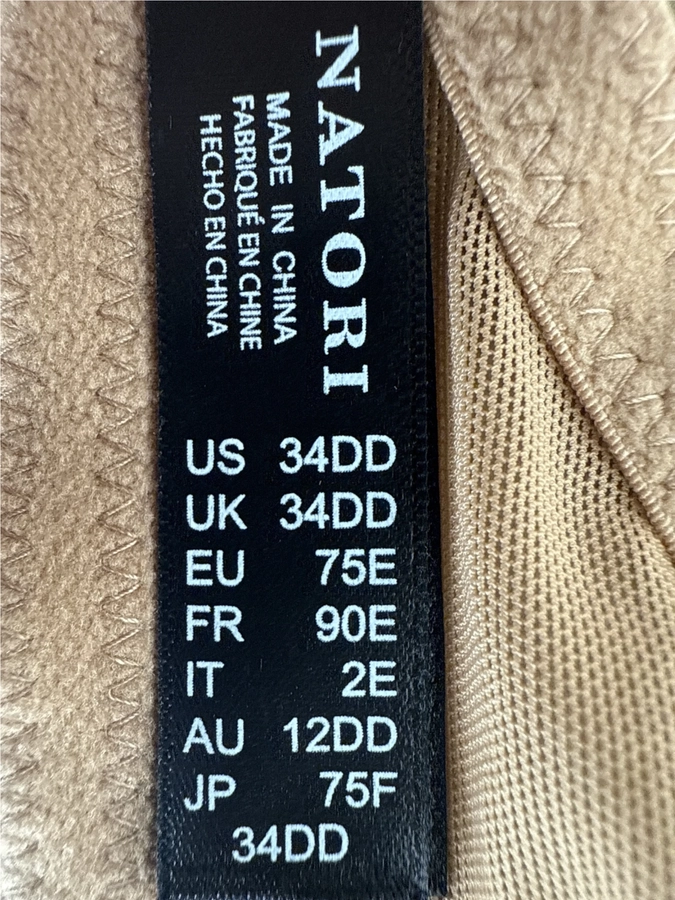 NATORI
MADE IN CHINA
FABRIQUÉ EN CHINE
HECHO EN CHINA
US 34DD
UK 34DD
EU 75E
FR 90E
IT 2E
AU 12DD
JP 75F
34DD